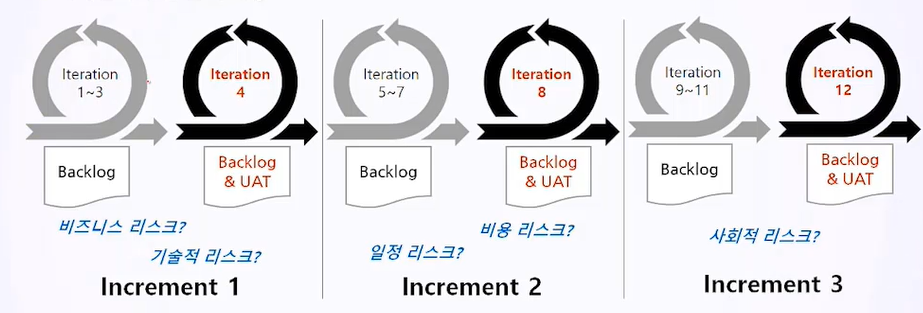 Iteration
1~3
Iteration
4
Iteration
5~7
Iteration
8
Iteration
9~11
Iteration
12
Backlog
Backlog
& UAT
Backlog
Backlog
& UAT
Backlog
Backlog
& UAT
비즈니스 리스크?
기술적 리스크?
일정 리스크?
비용 리스크?
사회적 리스크?
Increment 1
Increment 2
Increment 3